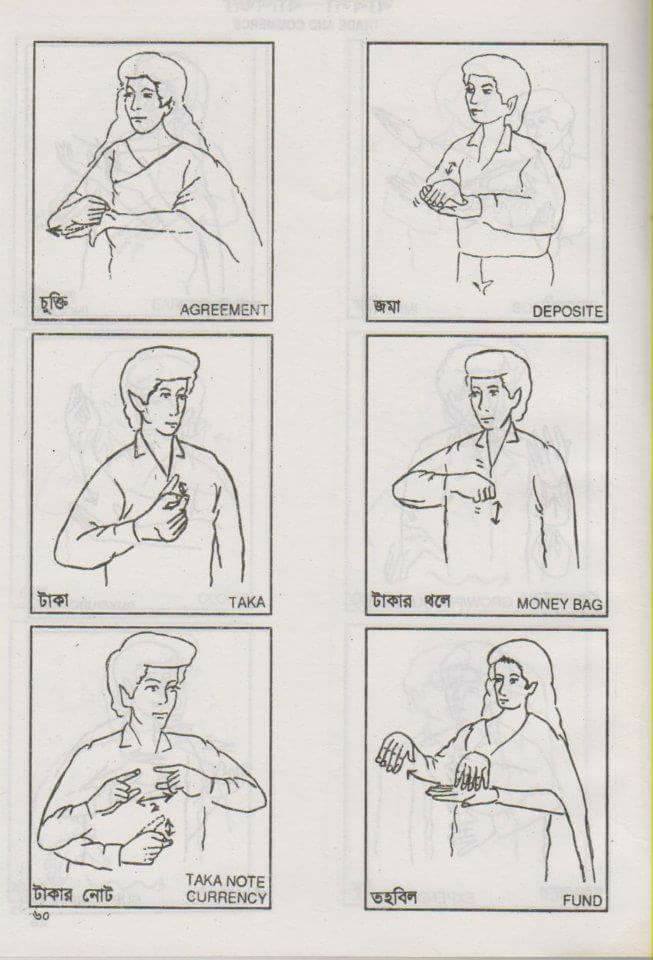 চুক্তি AGREEMENT
জমা DEPOSITE
টাকা TAKA
টাকার থলে MONEY BAG
টাকার নোট TAKA NOTE
CURRENCY
তহবিল FUND
৬০